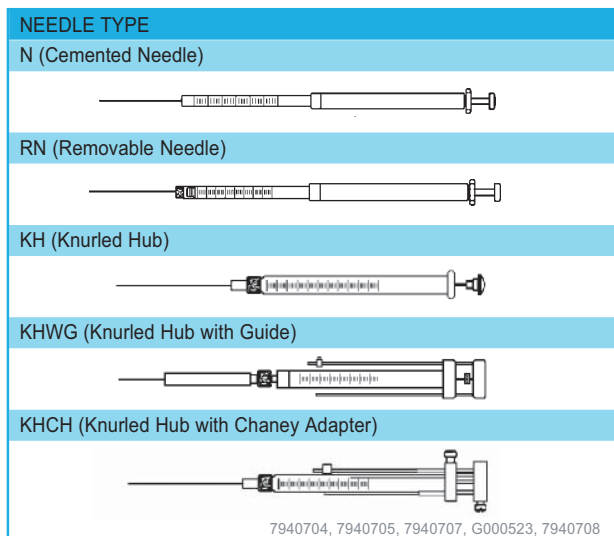 NEEDLE TYPE
N (Cemented Needle)
RN (Removable Needle)
KH (Knurled Hub)
KHWG (Knurled Hub with Guide)
KHCH (Knurled Hub with Chaney Adapter)
7940704, 7940705, 7940707, G000523, 7940708